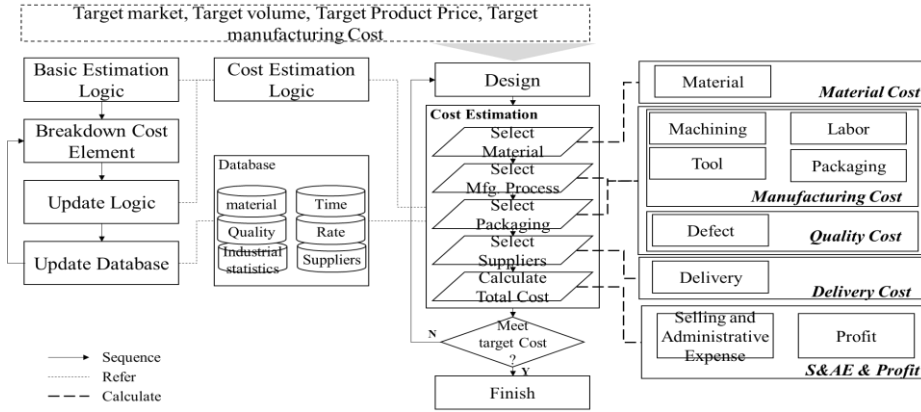 Target market, Target volume, Target Product Price, Target
manufacturing Cost
Basic Estimation
Logic
Breakdown Cost
Element
Update Logic
Update Database
Cost Estimation
Logic
Database
material
Time
Quality
Rate
Industrial
statistics
Suppliers
Sequence
Refer
Calculate
Design
Cost Estimation
Select
Material
Select
Mfg. Process
Select
Packaging
Select
Suppliers
Calculate
Total Cost
Meet
target Cost
?
N
Y
Finish
Material
Material Cost
Machining
Labor
Tool
Packaging
Manufacturing Cost
Defect
Quality Cost
Delivery
Delivery Cost
Selling and
Administrative
Expense
Profit
S&AE & Profit